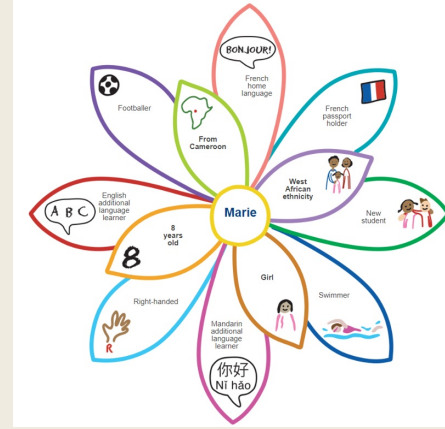 BONJOUR!
French
home
language
French
passport
holder
Footballer
From
Cameroon
West
African
ethnicity
English
additional
language
learner
A B C
Marie
New
student
8
years
old
8
Girl
Right-handed
R
Swimmer
Mandarin
additional
language
learner
你好
Nǐ hǎo